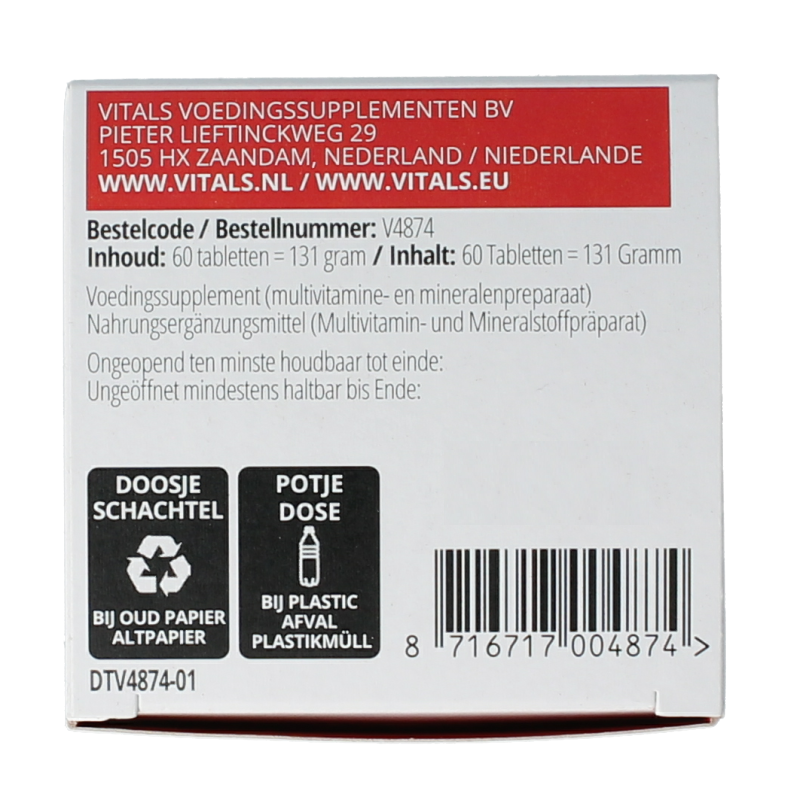 VITALS VOEDINGSSUPPLEMENTEN BV
PIETER LIEFTINCKWEG 29
1505 HX ZAANDAM, NEDERLAND / NIEDERLANDE
WWW.VITALS.NL / WWW.VITALS.EU
Bestelcode / Bestellnummer: V4874
Inhoud: 60 tabletten = 131 gram / Inhalt: 60 Tabletten = 131 Gramm
Voedingssupplement (multivitamine- en mineralenpreparaat)
Nahrungsergänzungsmittel (Multivitamin- und Mineralstoffpräparat)
Ongeopend ten minste houdbaar tot einde:
Ungeöffnet mindestens haltbar bis Ende:
DOOSJE
SCHACHTEL
BIJ OUD PAPIER
ALTPAPIER
POTJE
DOSE
BIJ PLASTIC
AFVAL
PLASTIKMÜLL
8 716717 004874 >
DTV4874-01